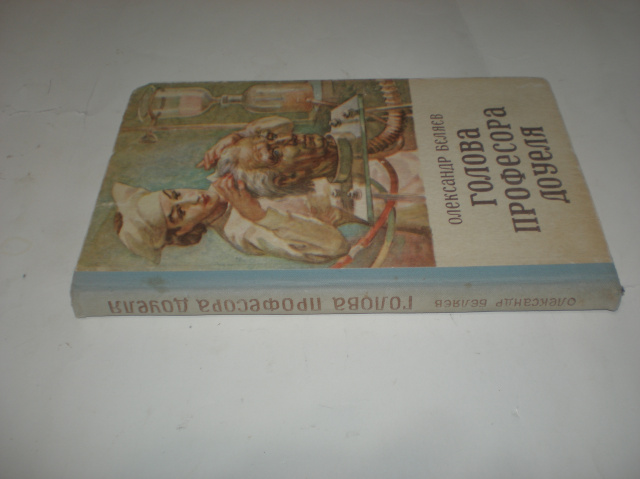 ОЛЕКСАНДР БЄЛЯЄВ
ГОЛОВА
ПРОФЕСОРА
ДОУЕЛЯ
ОЛЕКСАНДР БЄЛЯЄВ ГОЛОВА ПРОФЕСОРА ДОУЕЛЯ